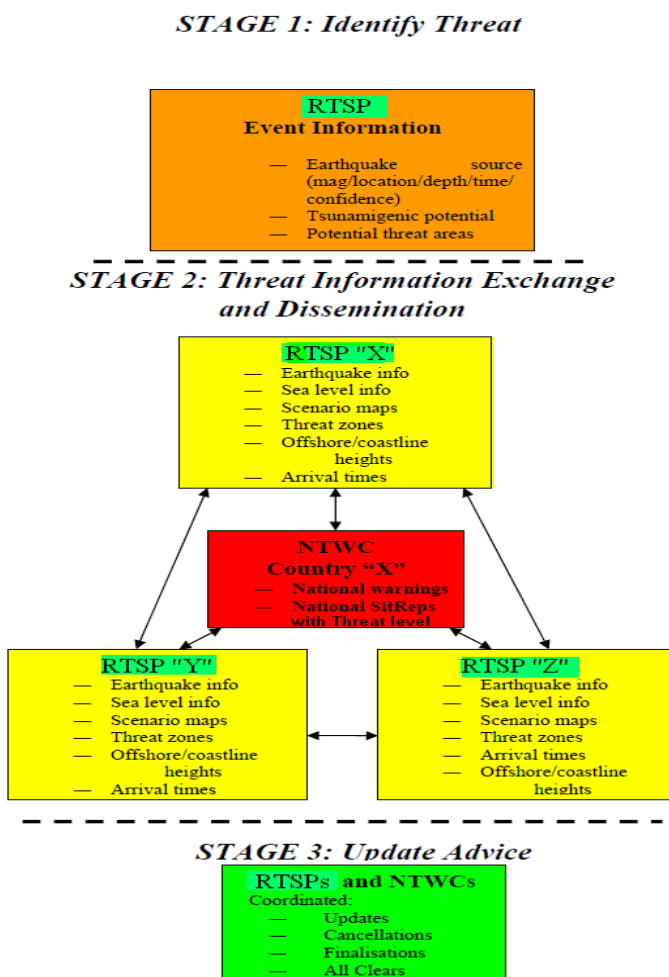 STAGE 1: Identify Threat
RTSP
Event Information
— Earthquake source
(mag/location/depth/time/
confidence)
— Tsunamigenic potential
— Potential threat areas
STAGE 2: Threat Information Exchange
and Dissemination
RTSP "X"
— Earthquake info
— Sea level info
— Scenario maps
— Threat zones
— Offshore/coastline
heights
— Arrival times
NTWC
Country “X”
— National warnings
— National SitReps
with Threat level
RTSP "Y"
— Earthquake info
— Sea level info
— Scenario maps
— Threat zones
— Offshore/coastline
heights
— Arrival times
RTSP "Z"
— Earthquake info
— Sea level info
— Scenario maps
— Threat zones
— Arrival times
— Offshore/coastline
heights
STAGE 3: Update Advice
RTSPs and NTWCs
Coordinated:
— Updates
— Cancellations
— Finalisations
— All Clears